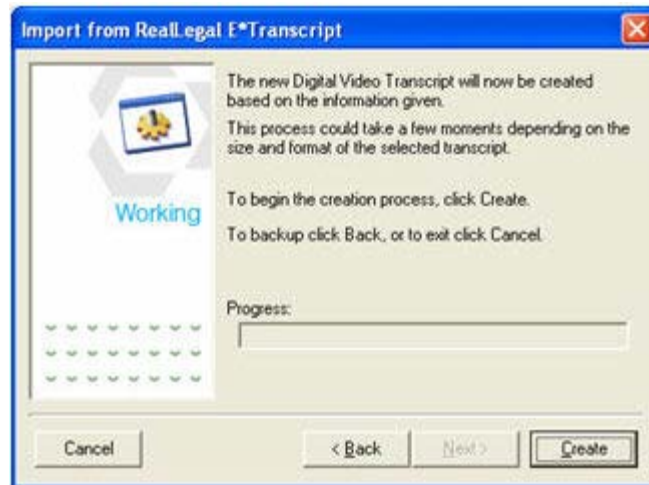 Import from RealLegal E*Transcript
The new Digital Video Transcript will now be created
based on the information given.
This process could take a few moments depending on the
size and format of the selected transcript.
Working
To begin the creation process, click Create.
To backup click Back, or to exit click Cancel.
Progress:
Cancel
< Back
Next >
Create